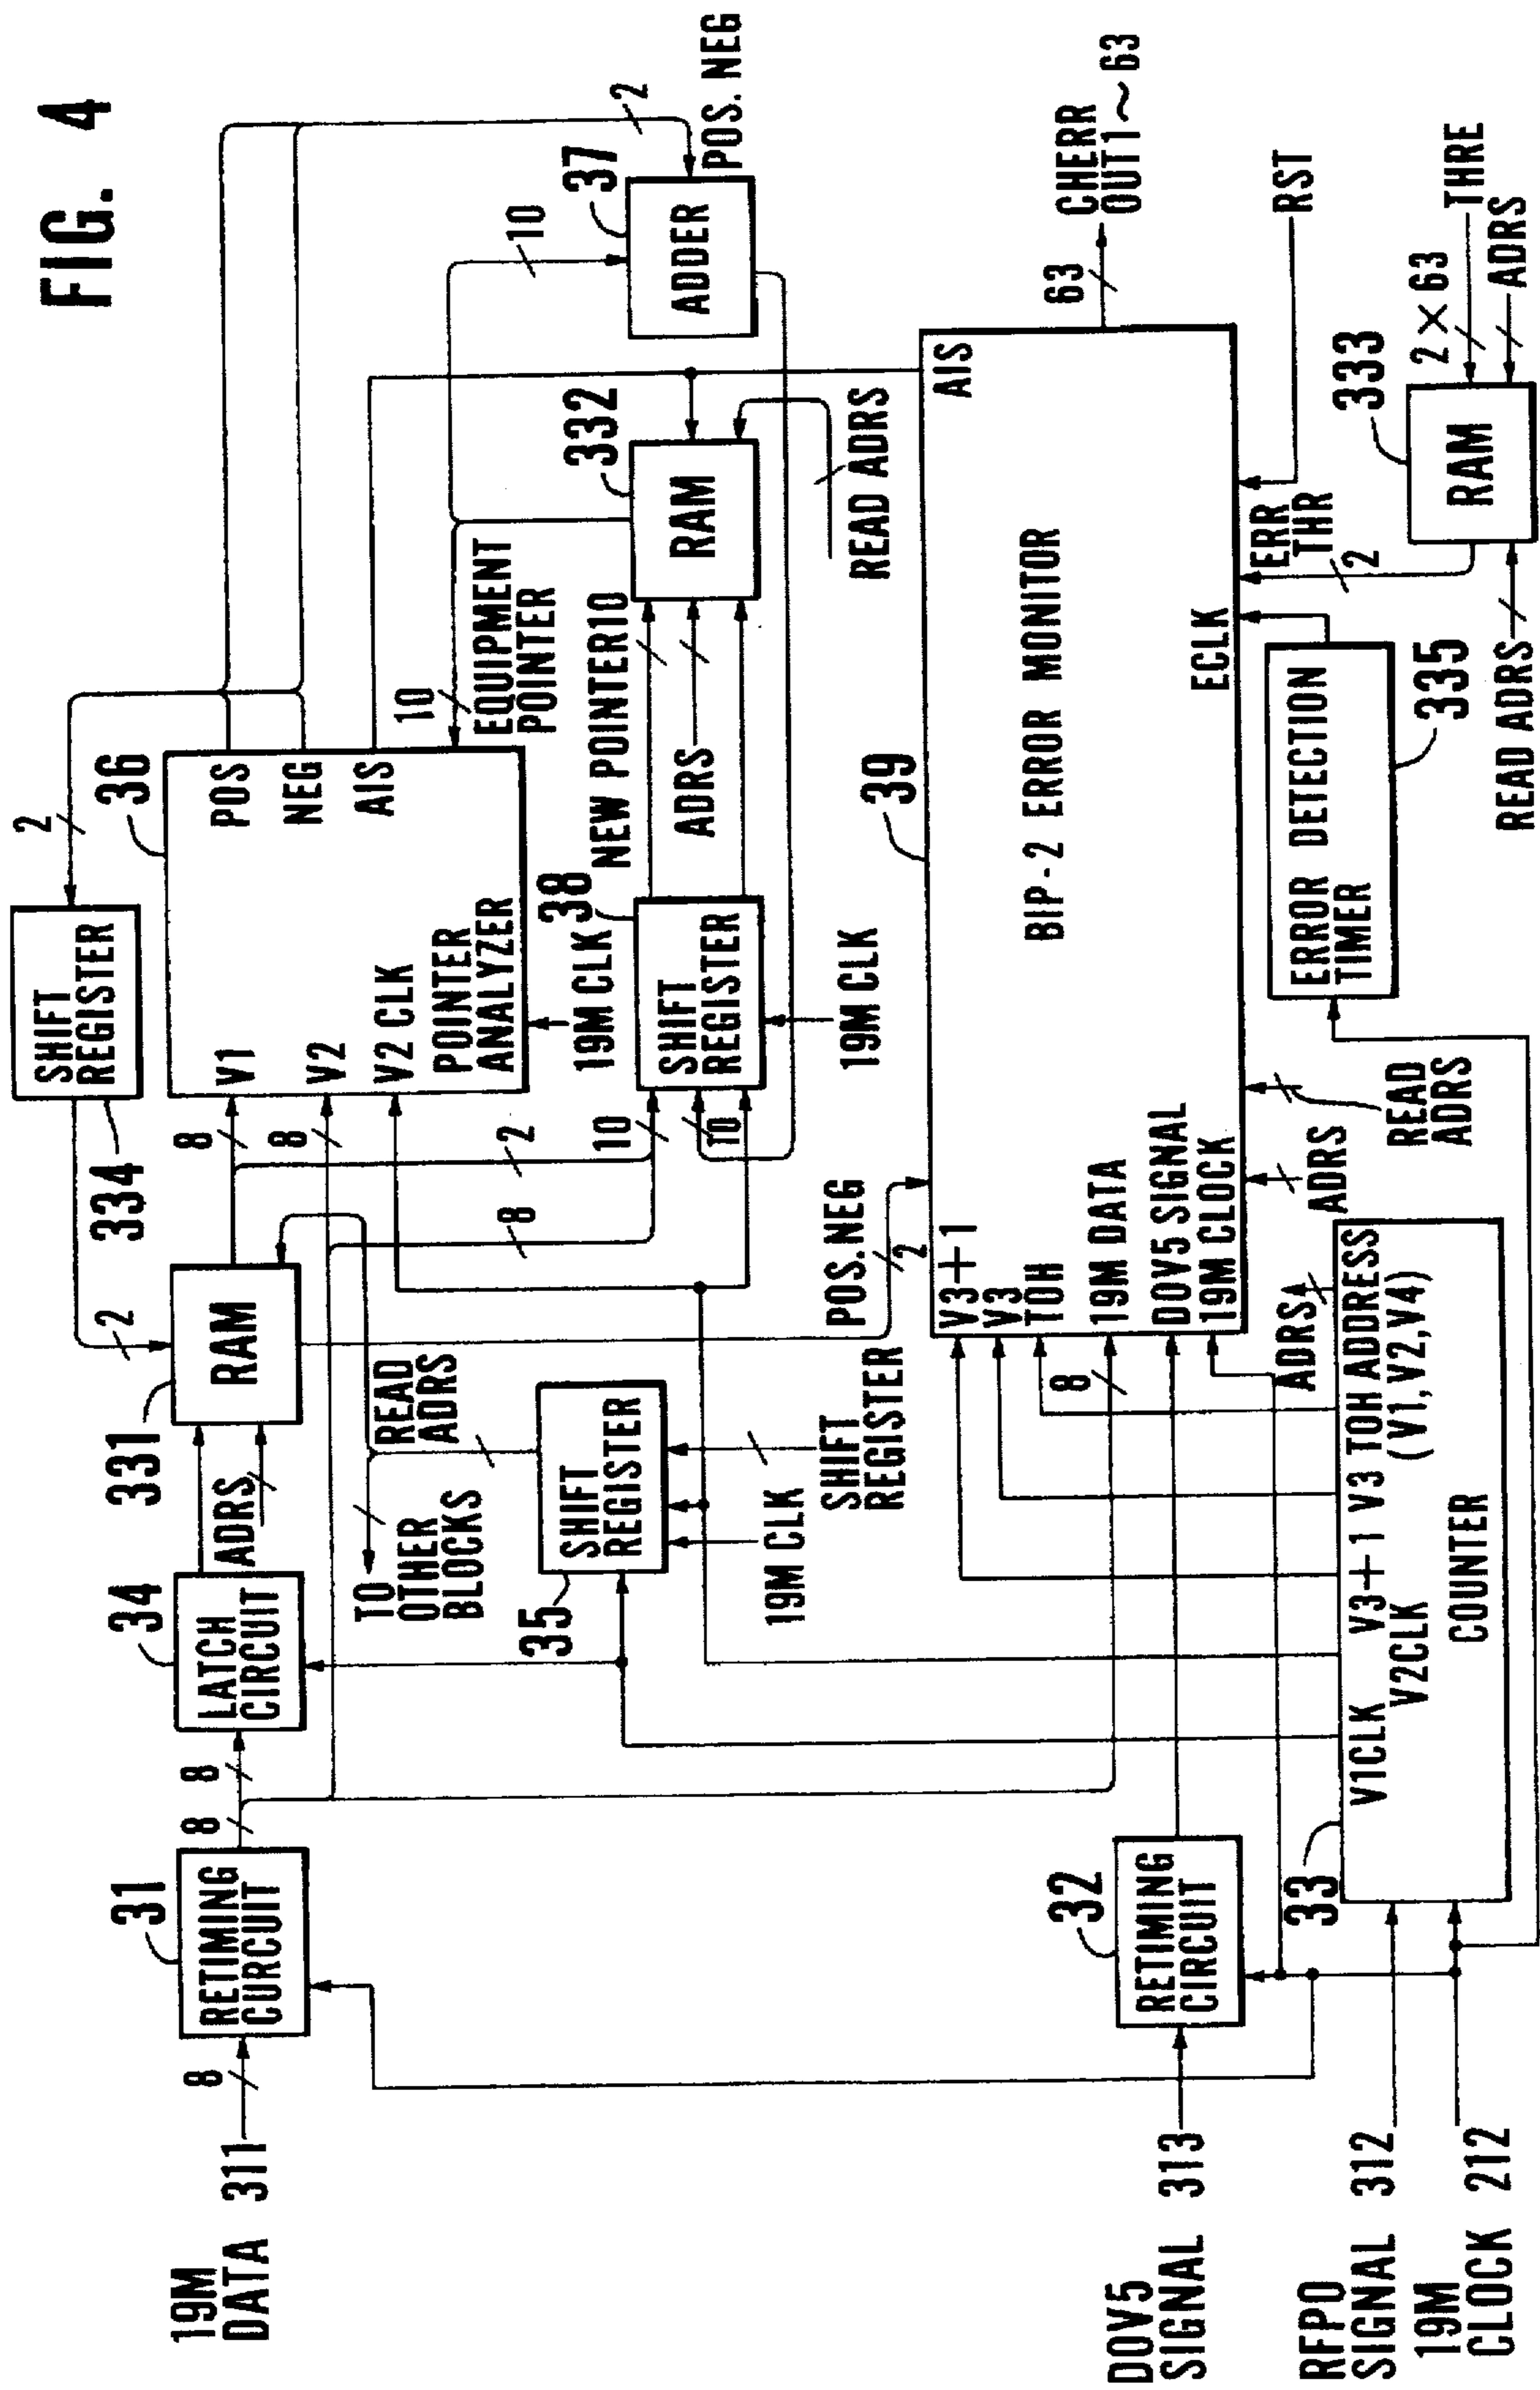 FIG. 4
19M
DATA 311
8
RETIMING
CURCUIT
31
8
8
LATCH
CIRCUIT
34
ADRS
RAM
331
2
SHIFT
REGISTER
334
2
8
8
V1
V2
V2 CLK
POINTER
ANALYZER
POS
NEG
AIS
36
19M CLK
2
8
10
10
SHIFT
REGISTER
38
19M CLK
NEW POINTER10
ADRS
10
EQUIPMENT
POINTER
RAM
332
READ ADRS
10
ADDER
37
2
POS. NEG
READ
ADRS
TO
OTHER
BLOCKS
SHIFT
REGISTER
35
19M CLK
SHIFT
REGISTER
POS.NEG
2
V3+1
V3
TOH
19M DATA
8
DOV5 SIGNAL
19M CLOCK
BIP-2 ERROR MONITOR
39
AIS
ECLK
63
CHERR
OUT1~63
RST
ERR
THR
2
RAM
333
2×63
THRE
ADRS
READ ADRS
ERROR DETECTION
TIMER
335
READ
ADRS
ADRS
ADRS
DOV5
SIGNAL 313
RETIMING
CIRCUIT
32
RFPO
SIGNAL 312
19M
CLOCK 212
33
V1CLK V3+1 V3 TOH ADDRESS
V2CLK (V1,V2,V4)
COUNTER